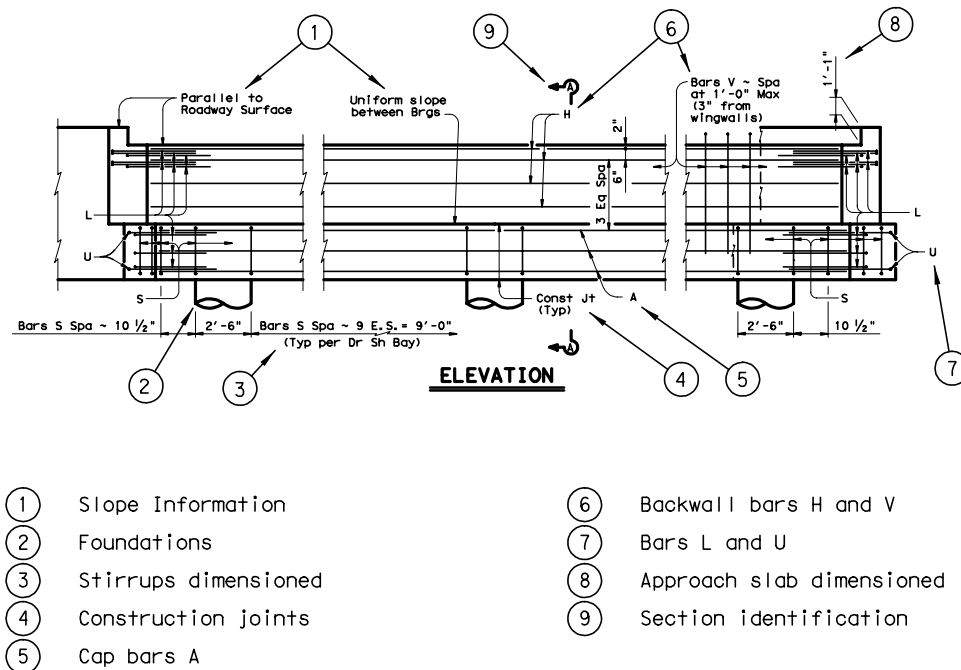 1
9
6
8
A
Parallel to
Roadway Surface
Uniform slope
between Brgs
H
Bars V ~ Spa
at 1'-0" Max
(3" from
wingwalls)
1'-1"
2"
6"
3 Eq Spa
L
L
U
U
S
Const Jt
(Typ)
A
S
Bars S Spa ~ 10 ½"
2'-6"
Bars S Spa ~ 9 E.S.= 9'-0"
(Typ per Dr Sh Bay)
2'-6"
10 ½"
A
ELEVATION
2
3
4
5
7
1 Slope Information
2 Foundations
3 Stirrups dimensioned
4 Construction joints
5 Cap bars A
6 Backwall bars H and V
7 Bars L and U
8 Approach slab dimensioned
9 Section identification